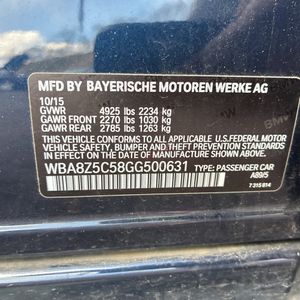 MFD BY BAYERISCHE MOTOREN WERKE AG
10/15
GVWR 4925 lbs 2234 kg
GAWR FRONT 2270 lbs 1030 kg
GAWR REAR 2785 lbs 1263 kg
THIS VEHICLE CONFORMS TO ALL APPLICABLE U.S.FEDERAL MOTOR
VEHICLE SAFETY, BUMPER, AND THEFT PREVENTION
STANDARDS IN EFFECT ON THE DATE OF MANUFACTURE
SHOWN ABOVE.
WBA8Z5C58GG500631 TYPE: PASSENGER CAR
A89/5
7 315 814